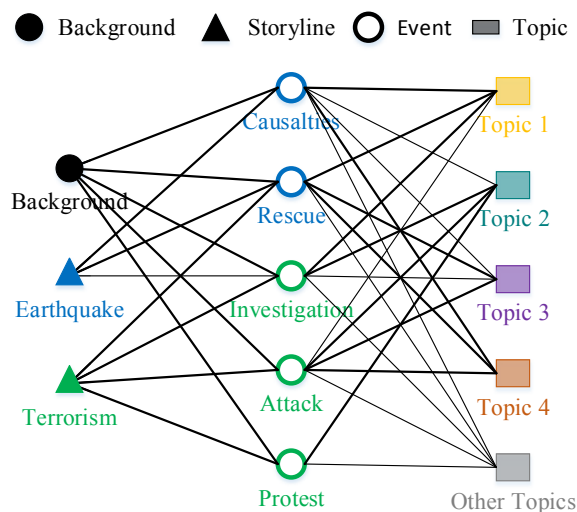 Background Storyline Event Topic
Causalties
Topic 1
Background
Rescue
Topic 2
Earthquake
Investigation
Topic 3
Terrorism
Attack
Topic 4
Protest
Other Topics